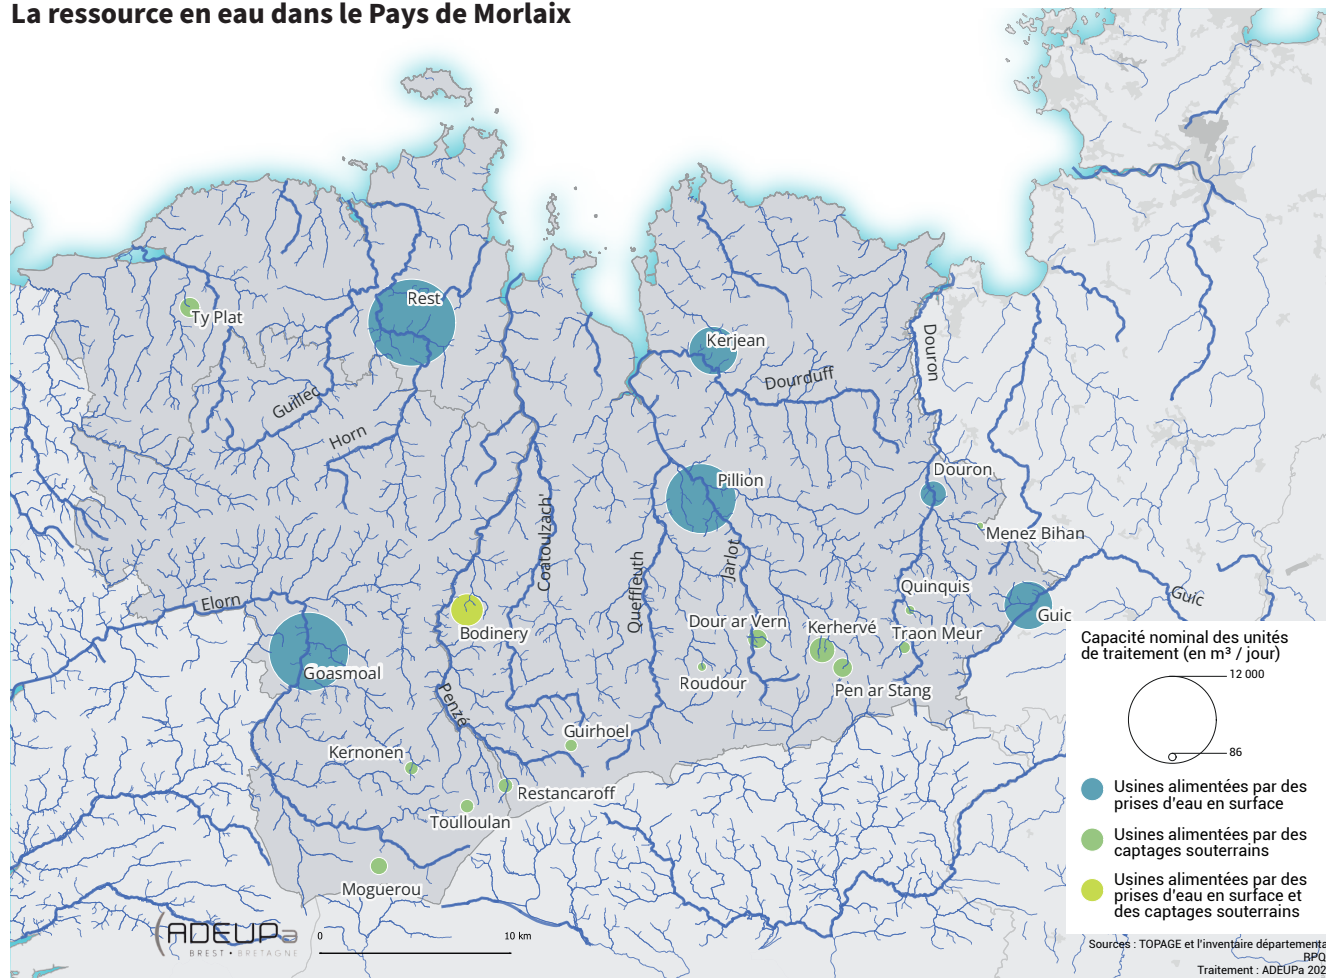 La ressource en eau dans le Pays de Morlaix
Rest
Ty Plat
Kerjean
Douron
Dourduff
Guillec
Horn
Pillion
Douron
Menez Bihan
Coatoulzach'
Queffleuth
Jarlot
Quinquis
Guic
Elorn
Guic
Bodinery
Dour ar Vern
Kerhervé
Traon Meur
Goasmoal
Roudour
Pen ar Stang
Penzé
Guirhoel
Kernonen
Restancaroff
Toulloulan
Moguerou
Capacité nominal des unités
de traitement (en m³ / jour)
12 000
86
Usines alimentées par des
prises d'eau en surface
Usines alimentées par des
captages souterrains
Usines alimentées par des
prises d'eau en surface et
des captages souterrains
ADEUPa
BREST • BRETAGNE
0 10 km
Sources : TOPAGE et l'inventaire départementa
Traitement : ADEUPa 202